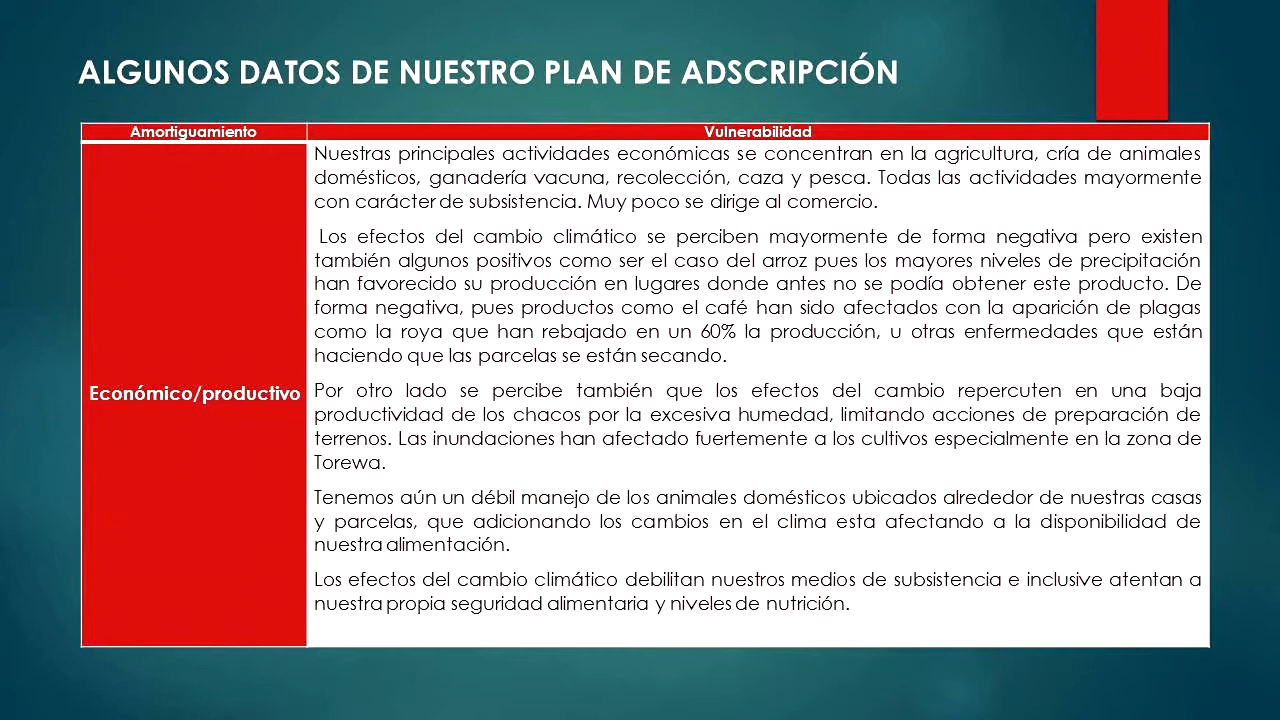 ALGUNOS DATOS DE NUESTRO PLAN DE ADSCRIPCIÓN
Amortiguamiento
Vulnerabilidad
Económico/productivo
Nuestras principales actividades económicas se concentran en la agricultura, cría de animales
domésticos, ganadería vacuna, recolección, caza y pesca. Todas las actividades mayormente
con carácter de subsistencia. Muy poco se dirige al comercio.
Los efectos del cambio climático se perciben mayormente de forma negativa pero existen
también algunos positivos como ser el caso del arroz pues los mayores niveles de precipitación
han favorecido su producción en lugares donde antes no se podía obtener este producto. De
forma negativa, pues productos como el café han sido afectados con la aparición de plagas
como la roya que han rebajado en un 60% la producción, u otras enfermedades que están
haciendo que las parcelas se están secando.
Por otro lado se percibe también que los efectos del cambio repercuten en una baja
productividad de los chacos por la excesiva humedad, limitando acciones de preparación de
terrenos. Las inundaciones han afectado fuertemente a los cultivos especialmente en la zona de
Torewa.
Tenemos aún un débil manejo de los animales domésticos ubicados alrededor de nuestras casas
y parcelas, que adicionando los cambios en el clima esta afectando a la disponibilidad de
nuestra alimentación.
Los efectos del cambio climático debilitan nuestros medios de subsistencia e inclusive atentan a
nuestra propia seguridad alimentaria y niveles de nutrición.